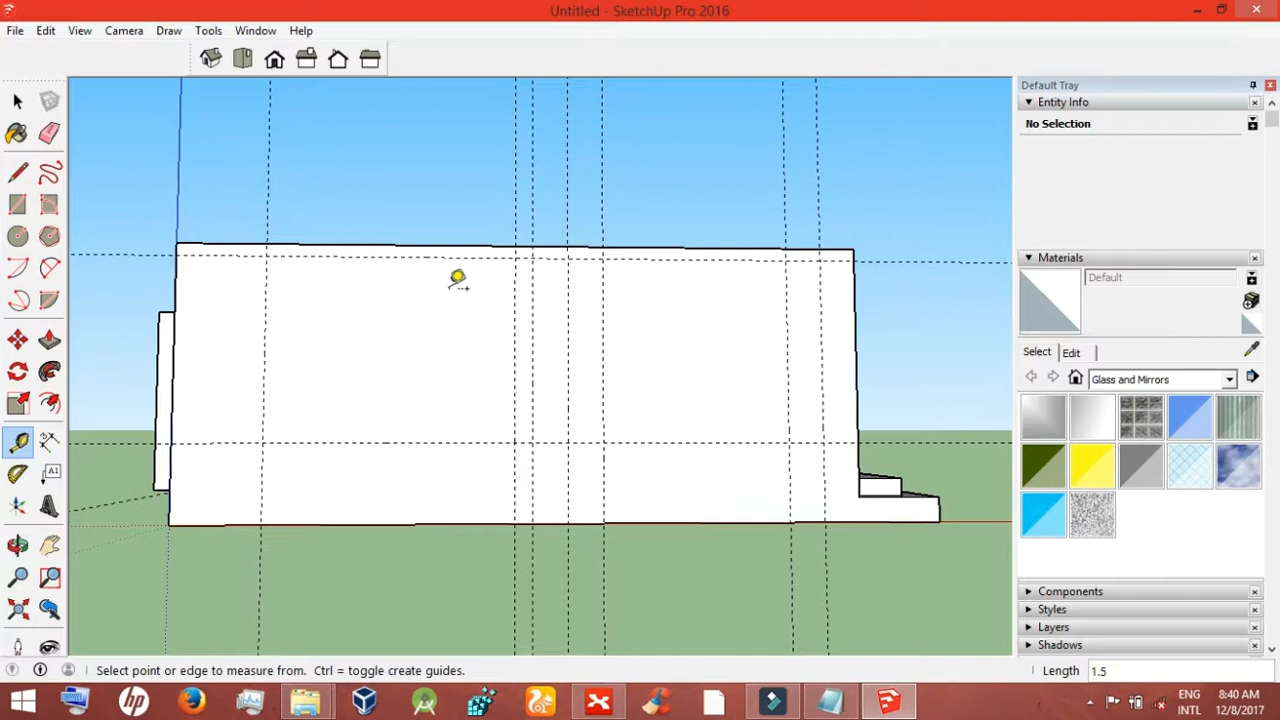 Untitled - SketchUp Pro 2016
File Edit View Camera Draw Tools Window Help
Default Tray
Entity Info
No Selection
Materials
Default
Select Edit
Glass and Mirrors
A1
Components
Styles
Layers
Shadows
Select point or edge to measure from. Ctrl = toggle create guides.
Length 1.5
hp
ENG
INTL
8:40 AM
12/8/2017